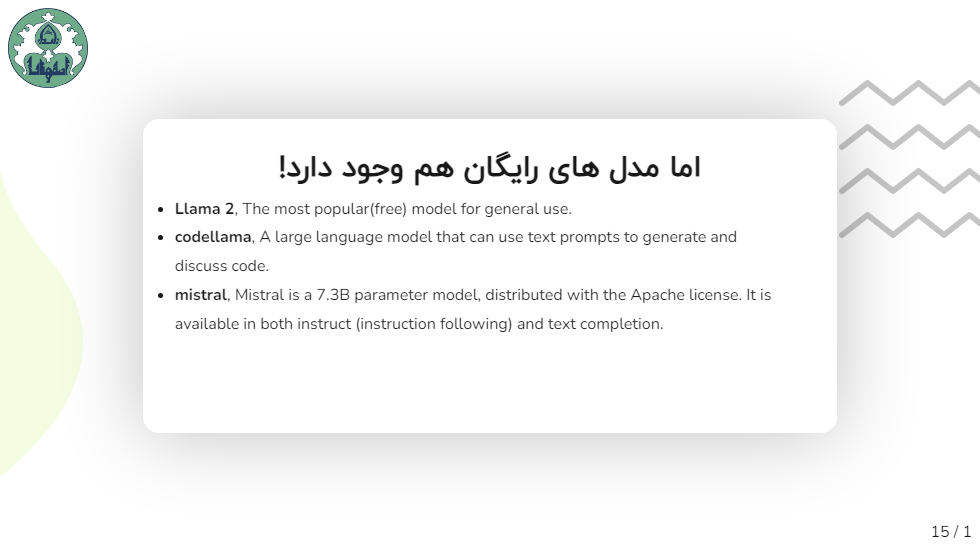 اما مدل های رایگان هم وجود دارد!
Llama 2, The most popular(free) model for general use.
codellama, A large language model that can use text prompts to generate and
discuss code.
mistral, Mistral is a 7.3B parameter model, distributed with the Apache license. It is
available in both instruct (instruction following) and text completion.
15 / 1